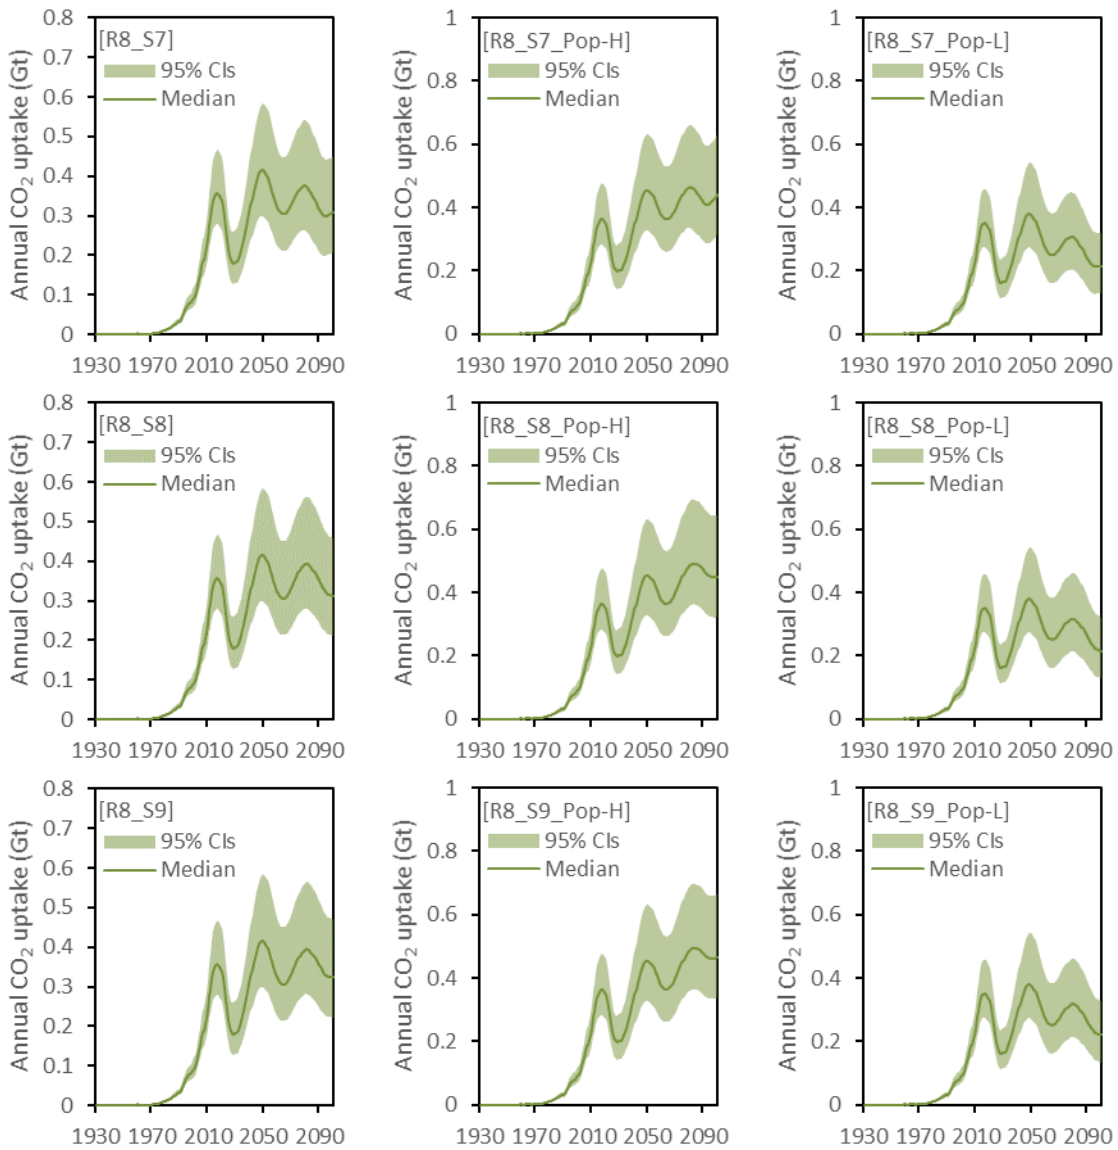 0.8
0.7
0.6
0.5
0.4
0.3
0.2
0.1
0
Annual CO₂ uptake (Gt)
[R8_S7]
95% CIs
Median
1930 1970 2010 2050 2090
1
0.8
0.6
0.4
0.2
0
Annual CO₂ uptake (Gt)
[R8_S7_Pop-H]
95% CIs
Median
1930 1970 2010 2050 2090
1
0.8
0.6
0.4
0.2
0
Annual CO₂ uptake (Gt)
[R8_S7_Pop-L]
95% CIs
Median
1930 1970 2010 2050 2090
0.8
0.7
0.6
0.5
0.4
0.3
0.2
0.1
0
Annual CO₂ uptake (Gt)
[R8_S8]
95% CIs
Median
1930 1970 2010 2050 2090
1
0.8
0.6
0.4
0.2
0
Annual CO₂ uptake (Gt)
[R8_S8_Pop-H]
95% CIs
Median
1930 1970 2010 2050 2090
1
0.8
0.6
0.4
0.2
0
Annual CO₂ uptake (Gt)
[R8_S8_Pop-L]
95% CIs
Median
1930 1970 2010 2050 2090
0.8
0.7
0.6
0.5
0.4
0.3
0.2
0.1
0
Annual CO₂ uptake (Gt)
[R8_S9]
95% CIs
Median
1930 1970 2010 2050 2090
1
0.8
0.6
0.4
0.2
0
Annual CO₂ uptake (Gt)
[R8_S9_Pop-H]
95% CIs
Median
1930 1970 2010 2050 2090
1
0.8
0.6
0.4
0.2
0
Annual CO₂ uptake (Gt)
[R8_S9_Pop-L]
95% CIs
Median
1930 1970 2010 2050 2090